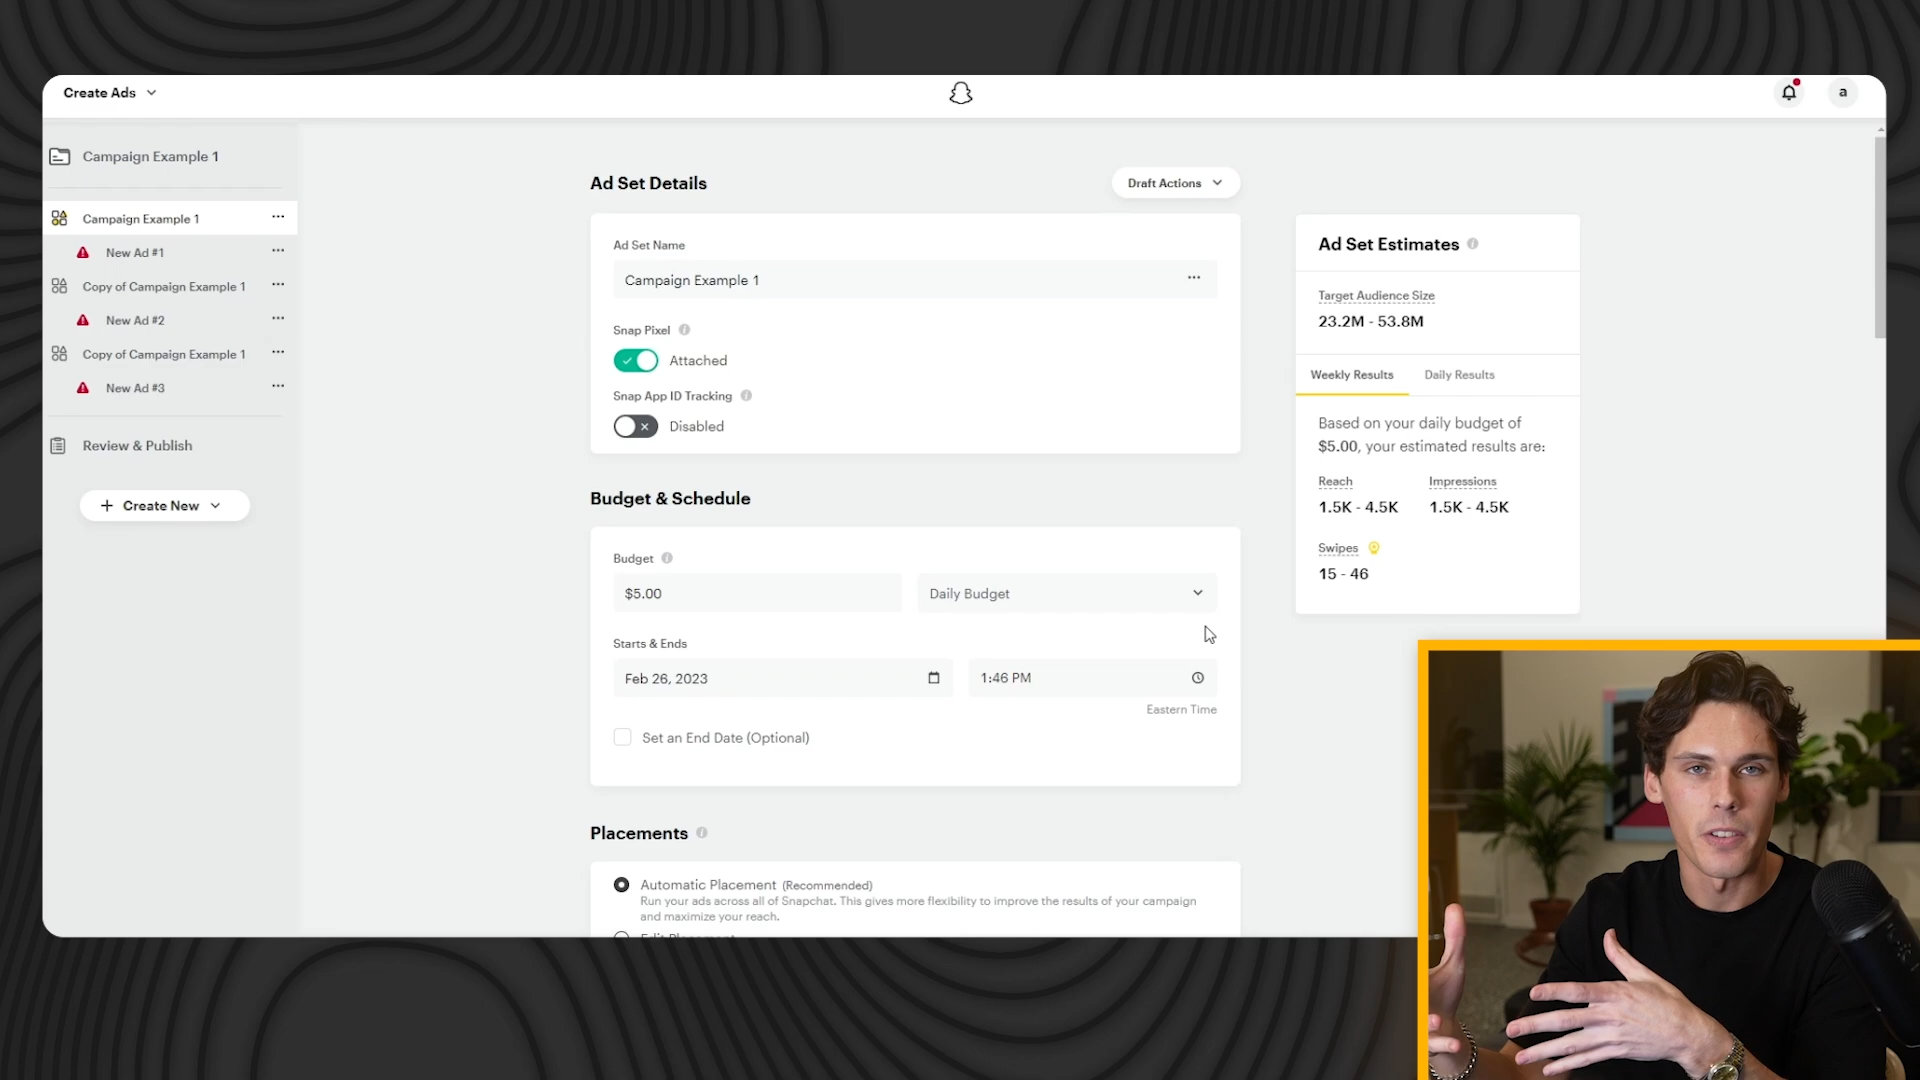 Create Ads
a
Campaign Example 1
Campaign Example 1
New Ad #1
Copy of Campaign Example 1
New Ad #2
Copy of Campaign Example 1
New Ad #3
Review & Publish
+ Create New
Ad Set Details
Draft Actions
Ad Set Name
Campaign Example 1
Snap Pixel
Attached
Snap App ID Tracking
Disabled
Budget & Schedule
Budget
$5.00
Daily Budget
Starts & Ends
Feb 26, 2023
1:46 PM
Eastern Time
Set an End Date (Optional)
Placements
Automatic Placement (Recommended)
Run your ads across all of Snapchat. This gives more flexibility to improve the results of your campaign
and maximize your reach.
Ad Set Estimates
Target Audience Size
23.2M - 53.8M
Weekly Results
Daily Results
Based on your daily budget of
$5.00, your estimated results are:
Reach
Impressions
1.5K - 4.5K
1.5K - 4.5K
Swipes
15 - 46